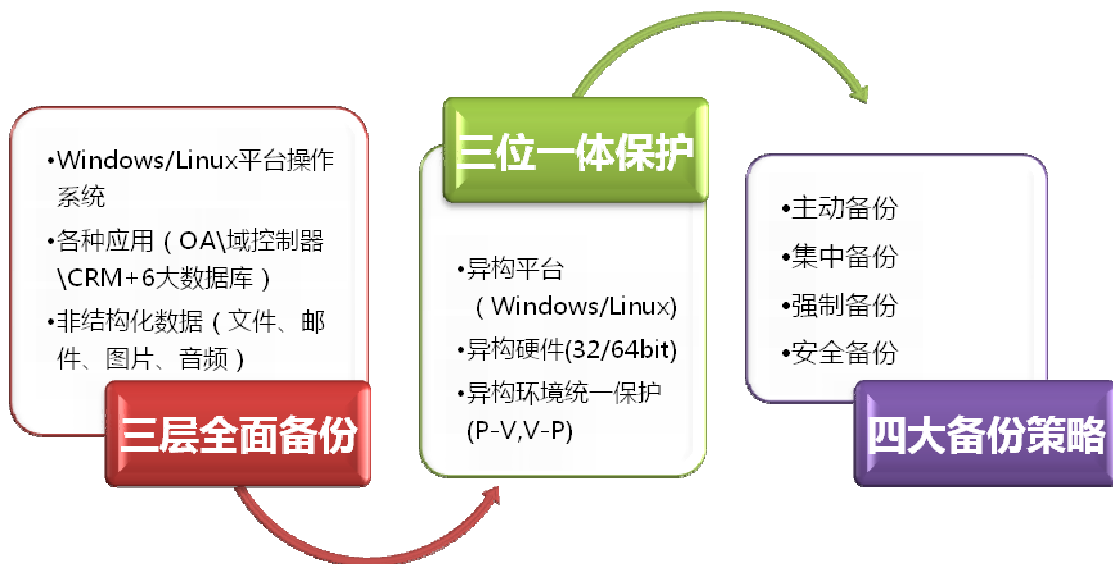 •Windows/Linux平台操作
系统
•各种应用（OA\域控制器
\CRM+6大数据库）
•非结构化数据（文件、邮
件、图片、音频）
三层全面备份
三位一体保护
•异构平台
（Windows/Linux)
•异构硬件(32/64bit)
•异构环境统一保护
(P-V,V-P)
•主动备份
•集中备份
•强制备份
•安全备份
四大备份策略